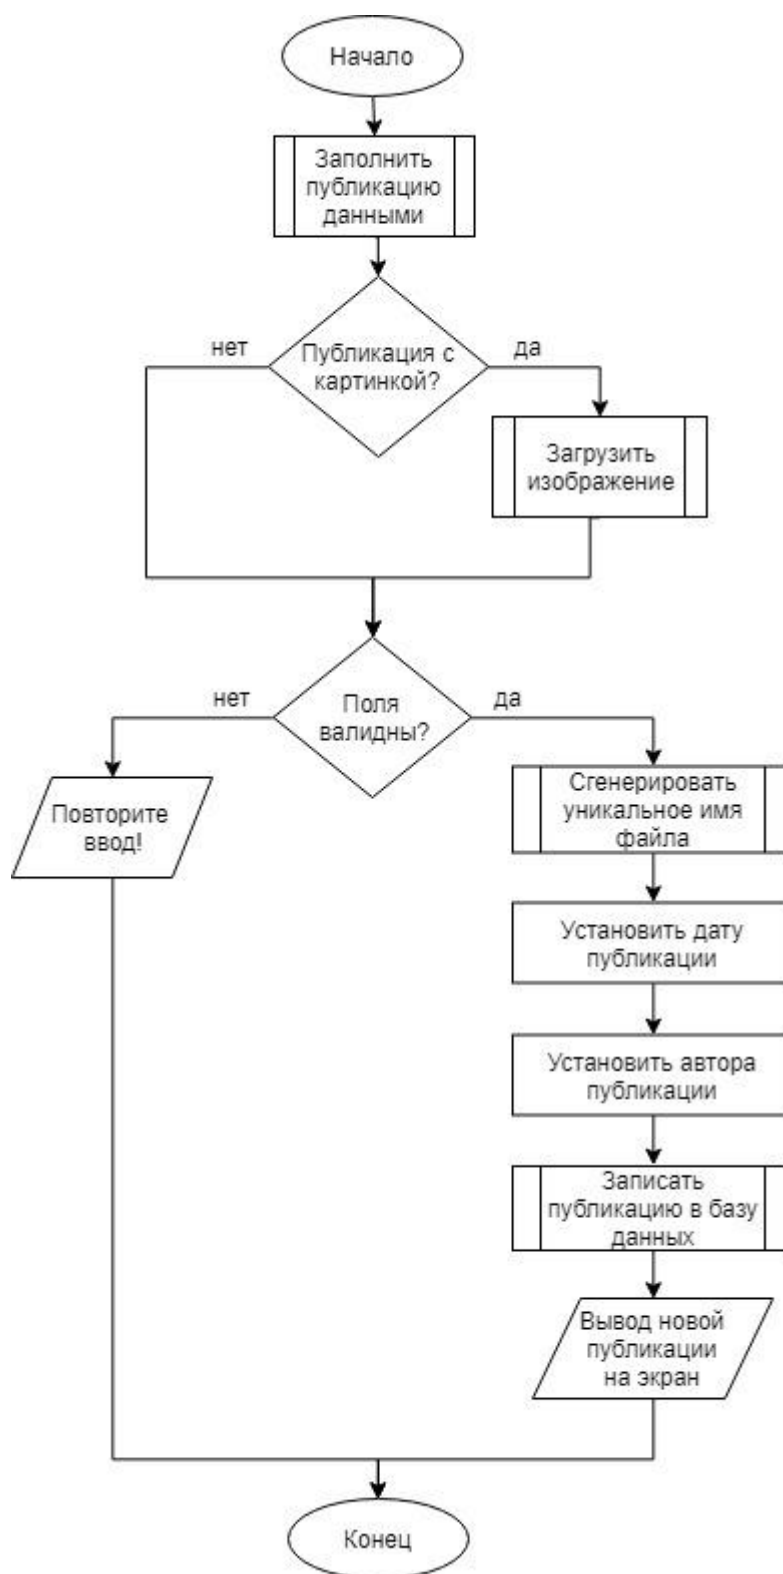 Начало
Заполнить
публикацию
данными
нет
да
Публикация с
картинкой?
Загрузить
изображение
нет
да
Поля
валидны?
Повторите
ввод!
Сгенерировать
уникальное имя
файла
Установить дату
публикации
Установить автора
публикации
Записать
публикацию в базу
данных
Вывод новой
публикации
на экран
Конец